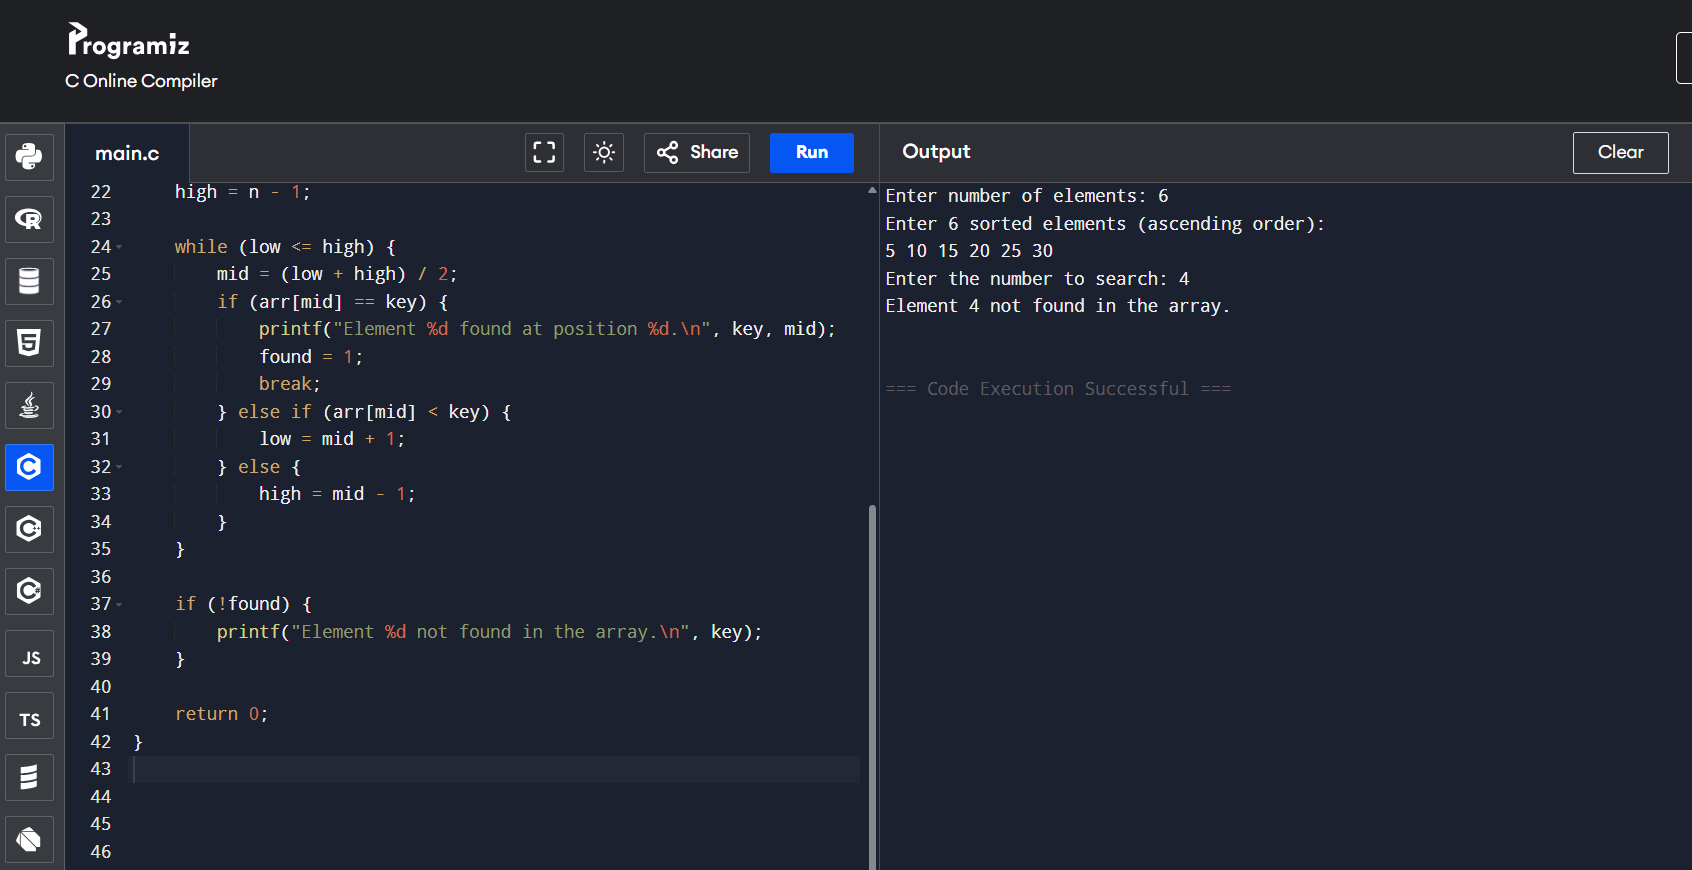 Programiz
C Online Compiler
main.c
Share
Run
Output
Clear
22 high = n - 1;
23
24 while (low <= high) {
25 mid = (low + high) / 2;
26 if (arr[mid] == key) {
27 printf("Element %d found at position %d.\n", key, mid);
28 found = 1;
29 break;
30 } else if (arr[mid] < key) {
31 low = mid + 1;
32 } else {
33 high = mid - 1;
34 }
35 }
36
37 if (!found) {
38 printf("Element %d not found in the array.\n", key);
39 }
40
41 return 0;
42 }
43
44
45
46
Enter number of elements: 6
Enter 6 sorted elements (ascending order):
5 10 15 20 25 30
Enter the number to search: 4
Element 4 not found in the array.
=== Code Execution Successful ===
R
5
C
C++
C#
JS
TS